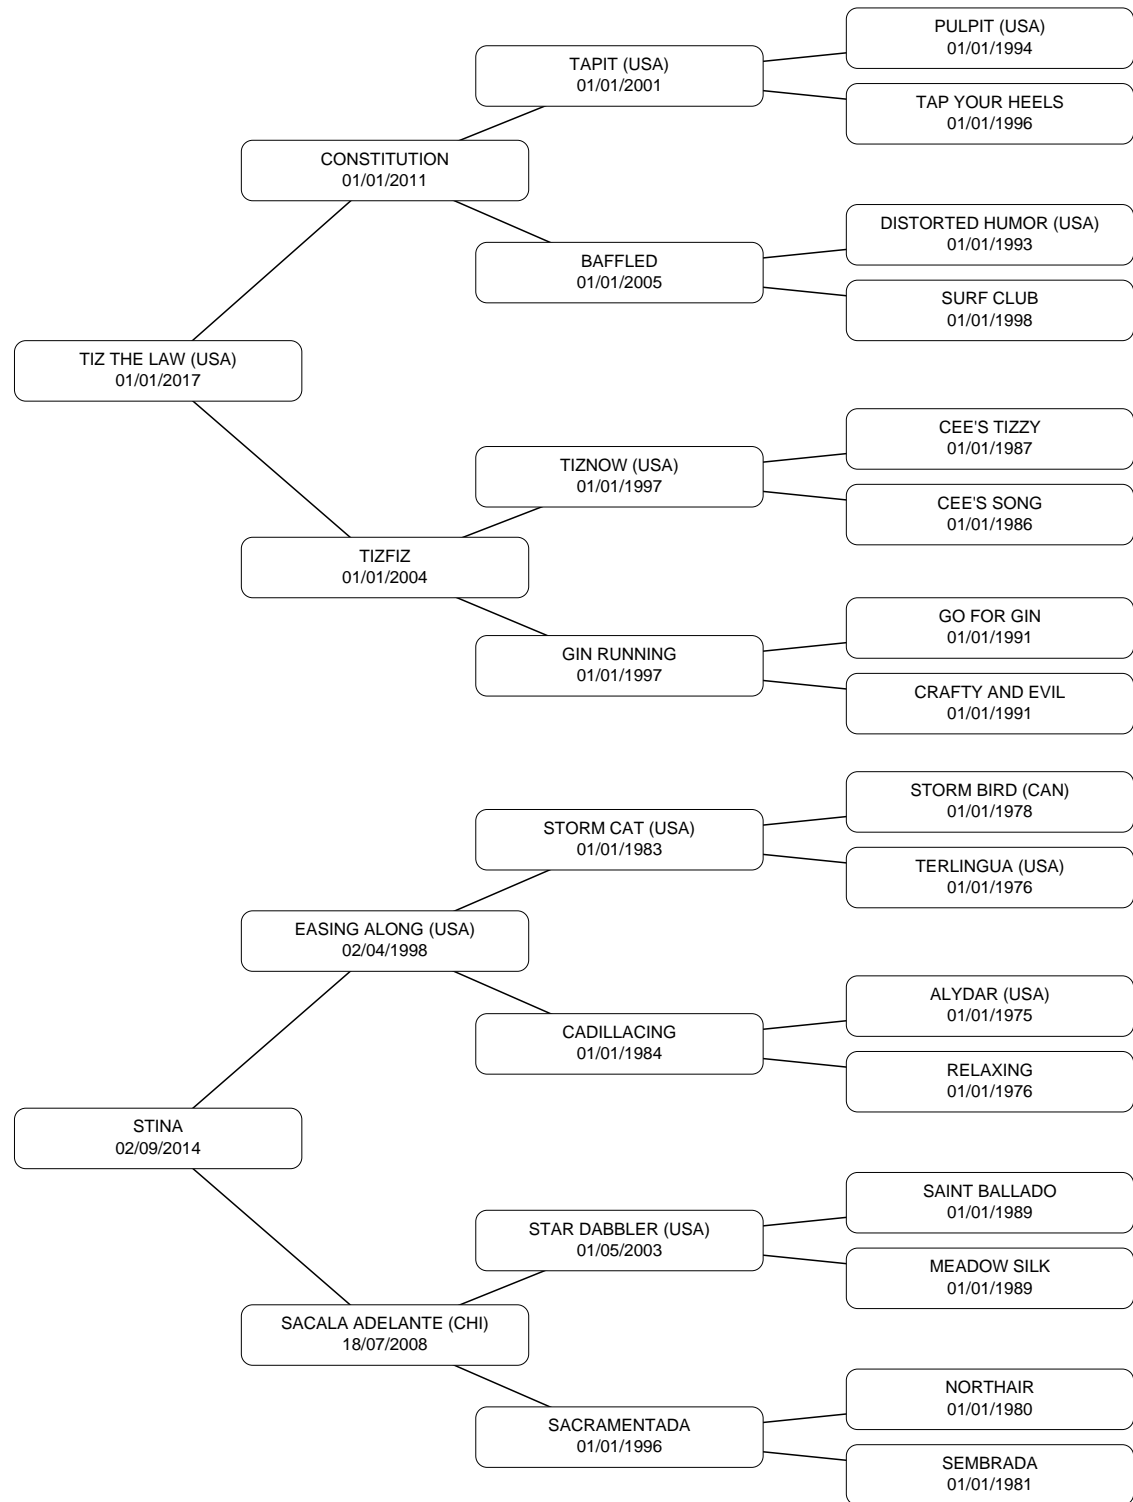 PULPIT (USA)
01/01/1994
TAPIT (USA)
01/01/2001
TAP YOUR HEELS
01/01/1996
CONSTITUTION
01/01/2011
DISTORTED HUMOR (USA)
01/01/1993
BAFFLED
01/01/2005
SURF CLUB
01/01/1998
TIZ THE LAW (USA)
01/01/2017
CEE'S TIZZY
01/01/1987
TIZNOW (USA)
01/01/1997
CEE'S SONG
01/01/1986
TIZFIZ
01/01/2004
GO FOR GIN
01/01/1991
GIN RUNNING
01/01/1997
CRAFTY AND EVIL
01/01/1991
STORM BIRD (CAN)
01/01/1978
STORM CAT (USA)
01/01/1983
TERLINGUA (USA)
01/01/1976
EASING ALONG (USA)
02/04/1998
ALYDAR (USA)
01/01/1975
CADILLACING
01/01/1984
RELAXING
01/01/1976
STINA
02/09/2014
SAINT BALLADO
01/01/1989
STAR DABBLER (USA)
01/05/2003
MEADOW SILK
01/01/1989
SACALA ADELANTE (CHI)
18/07/2008
NORTHAIR
01/01/1980
SACRAMENTADA
01/01/1996
SEMBRADA
01/01/1981